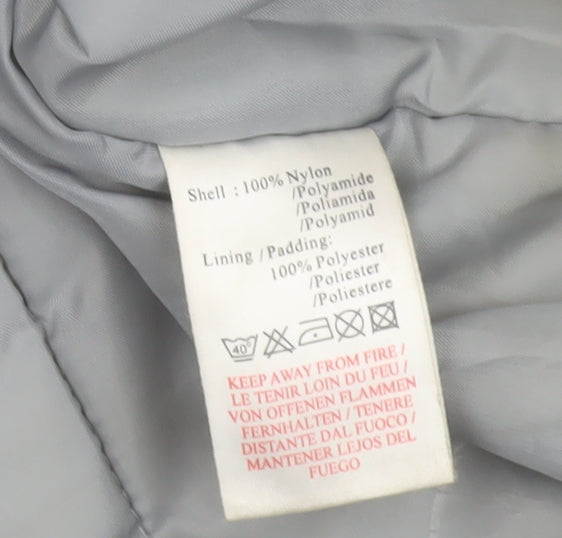 Shell : 100% Nylon
/Polyamide
/Poliamida
/Polyamid
Lining /Padding:
100% Polyester
/Poliester
/Poliestere
40°
KEEP AWAY FROM FIRE /
LE TENIR LOIN DU FEU /
VON OFFENEN FLAMMEN
FERNHALTEN / TENERE
DISTANTE DAL FUOCO /
MANTENER LEJOS DEL
FUEGO